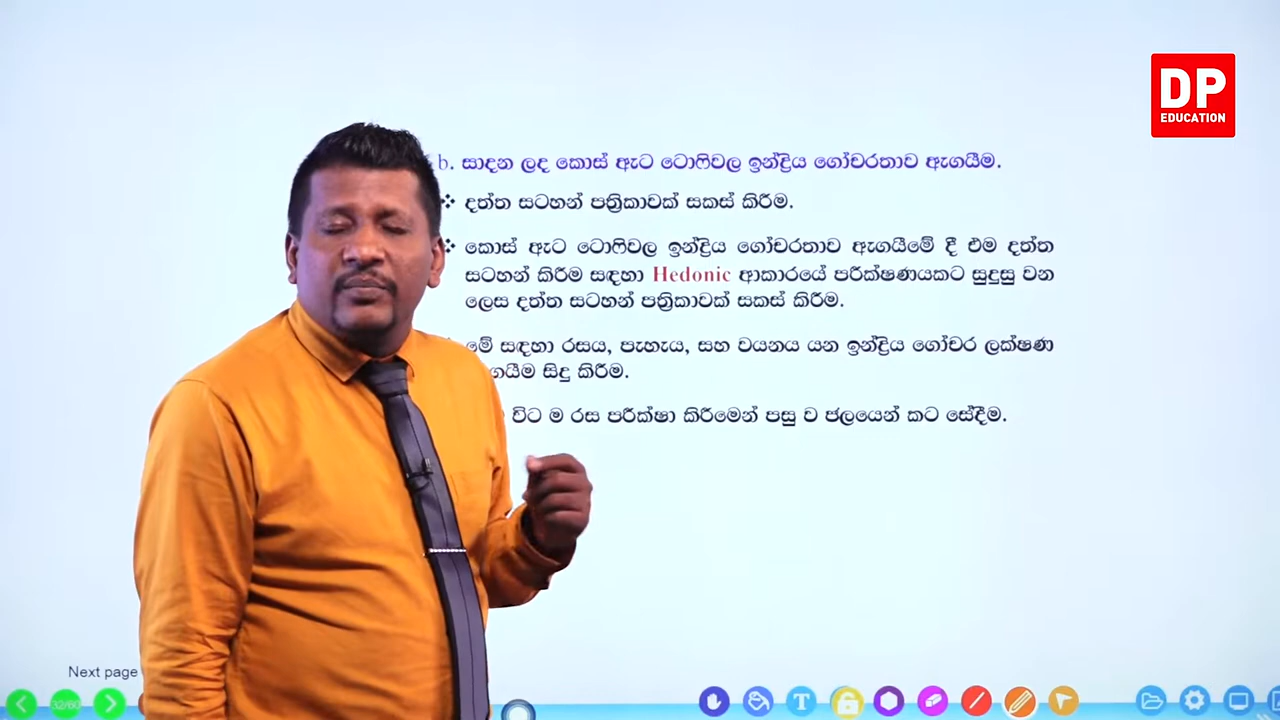 DP
EDUCATION
b. සාදන ලද කොස් ඇට ටොෆිවල ඉන්ද්‍රිය ගෝචරතාව ඇගයීම.
❖ දත්ත සටහන් පත්‍රිකාවක් සකස් කිරීම.
❖ කොස් ඇට ටොෆිවල ඉන්ද්‍රිය ගෝචරතාව ඇගයීමේ දී එම දත්ත
සටහන් කිරීම සඳහා Hedonic ආකාරයේ පරීක්ෂණයකට සුදුසු වන
ලෙස දත්ත සටහන් පත්‍රිකාවක් සකස් කිරීම.
මේ සඳහා රසය, පැහැය, සහ වයනය යන ඉන්ද්‍රිය ගෝචර ලක්ෂණ
ගයීම සිදු කිරීම.
විට ම රස පරීක්ෂා කිරීමෙන් පසු ව ජලයෙන් කට සේදීම.
Next page
32/60
T